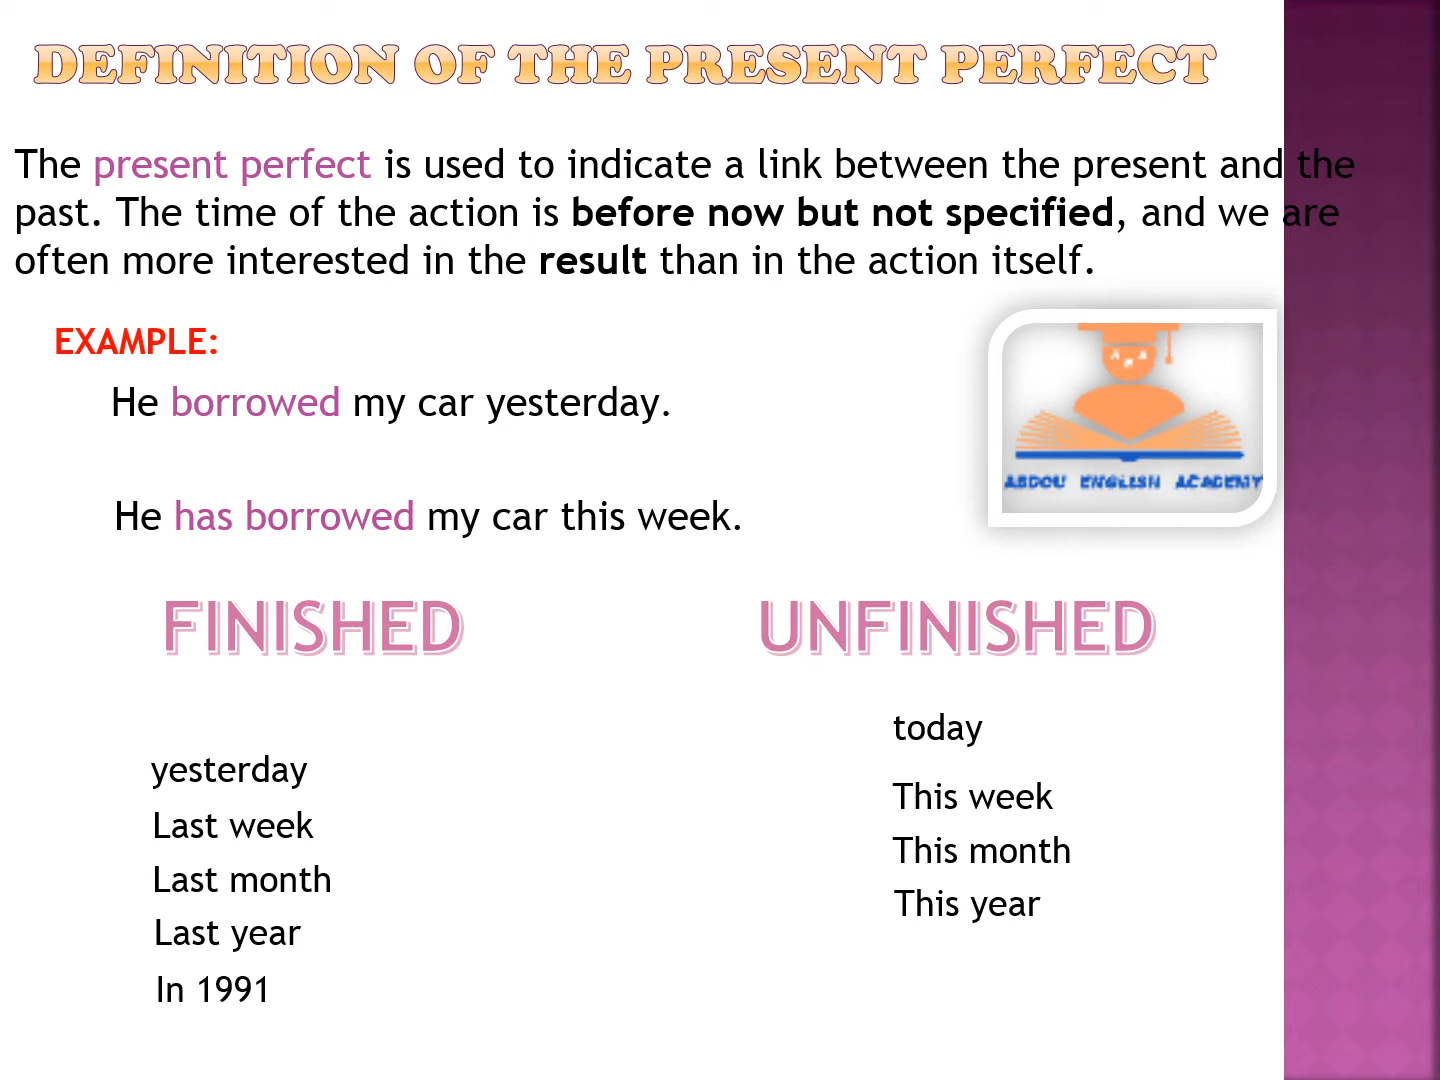 DEFINITION OF THE PRESENT PERFECT
The present perfect is used to indicate a link between the present and the
past. The time of the action is before now but not specified, and we are
often more interested in the result than in the action itself.
EXAMPLE:
He borrowed my car yesterday.
He has borrowed my car this week.
ABDOU ENGLISH ACADEMY
FINISHED
yesterday
Last week
Last month
Last year
In 1991
UNFINISHED
today
This week
This month
This year